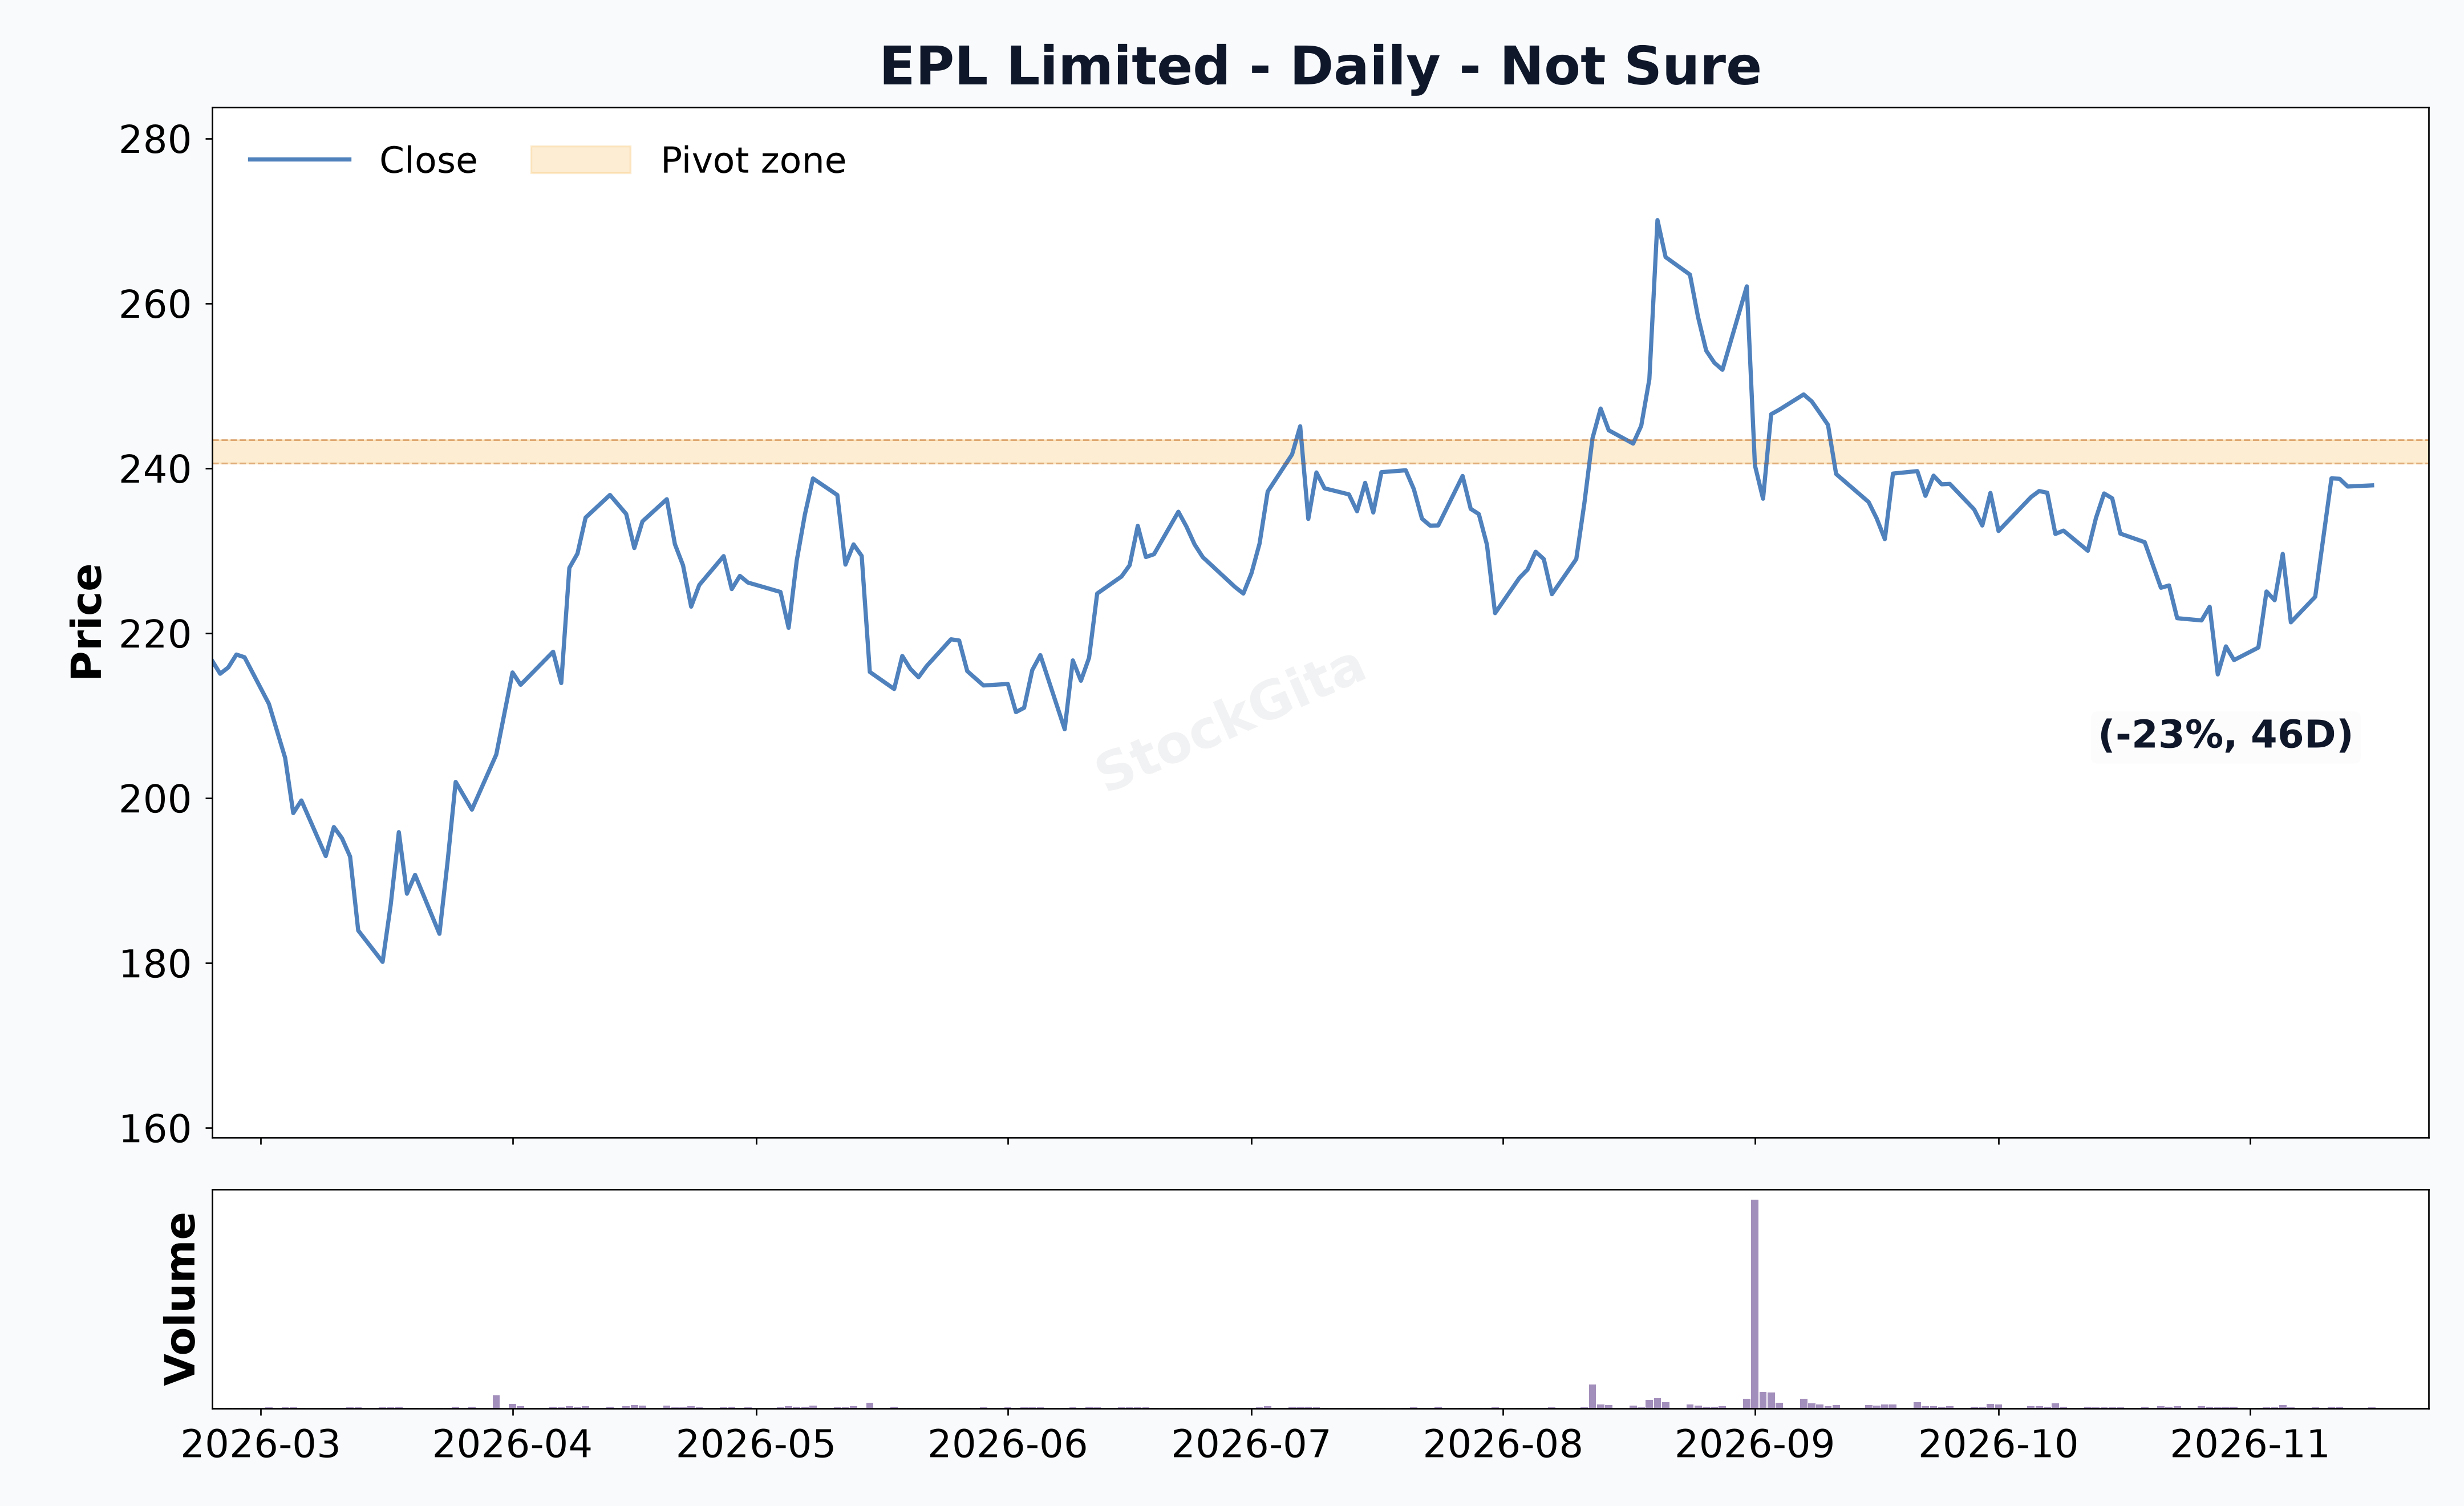 EPL Limited - Daily - Not Sure
Close
Pivot zone
280
260
240
220
200
180
160
Price
StockGita
(-23%, 46D)
Volume
2026-03
2026-04
2026-05
2026-06
2026-07
2026-08
2026-09
2026-10
2026-11